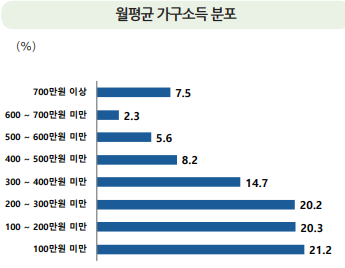 월평균 가구소득 분포
(%)
700만원 이상 7.5
600 ~ 700만원 미만 2.3
500 ~ 600만원 미만 5.6
400 ~ 500만원 미만 8.2
300 ~ 400만원 미만 14.7
200 ~ 300만원 미만 20.2
100 ~ 200만원 미만 20.3
100만원 미만 21.2